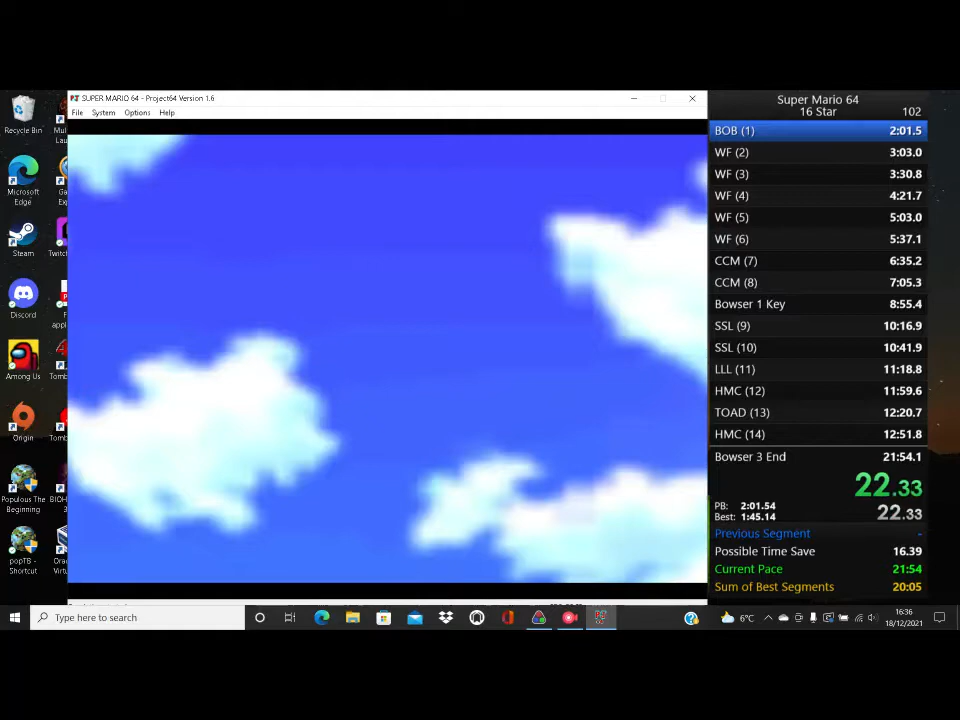 SUPER MARIO 64 - Project64 Version 1.6
File System Options Help
Recycle Bin
Microsoft Edge
Steam
Discord
Among Us
Origin
Populous The Beginning
popTB - Shortcut
Super Mario 64
16 Star 102
BOB (1) 2:01.5
WF (2) 3:03.0
WF (3) 3:30.8
WF (4) 4:21.7
WF (5) 5:03.0
WF (6) 5:37.1
CCM (7) 6:35.2
CCM (8) 7:05.3
Bowser 1 Key 8:55.4
SSL (9) 10:16.9
SSL (10) 10:41.9
LLL (11) 11:18.8
HMC (12) 11:59.6
TOAD (13) 12:20.7
HMC (14) 12:51.8
Bowser 3 End 21:54.1
22.33
PB: 2:01.54
Best: 1:45.14
22.33
Previous Segment -
Possible Time Save 16.39
Current Pace 21:54
Sum of Best Segments 20:05
Type here to search
6°C
16:36
18/12/2021